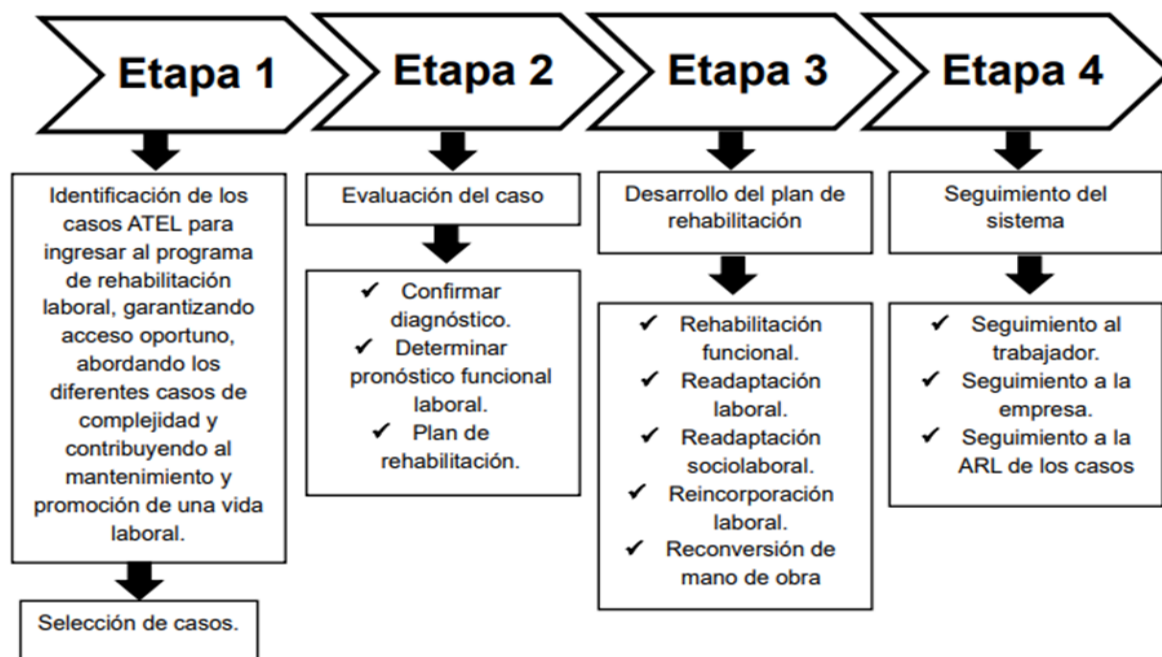 Etapa 1
Etapa 2
Etapa 3
Etapa 4
Identificación de los
casos ATEL para
ingresar al programa
de rehabilitación
laboral, garantizando
acceso oportuno,
abordando los
diferentes casos de
complejidad y
contribuyendo al
mantenimiento y
promoción de una vida
laboral.
Selección de casos.
Evaluación del caso
✓ Confirmar
diagnóstico.
✓ Determinar
pronóstico funcional
laboral.
✓ Plan de
rehabilitación.
Desarrollo del plan de
rehabilitación
✓ Rehabilitación
funcional.
✓ Readaptación
laboral.
✓ Readaptación
sociolaboral.
✓ Reincorporación
laboral.
✓ Reconversión de
mano de obra
Seguimiento del
sistema
✓ Seguimiento al
trabajador.
✓ Seguimiento a la
empresa.
✓ Seguimiento a la
ARL de los casos